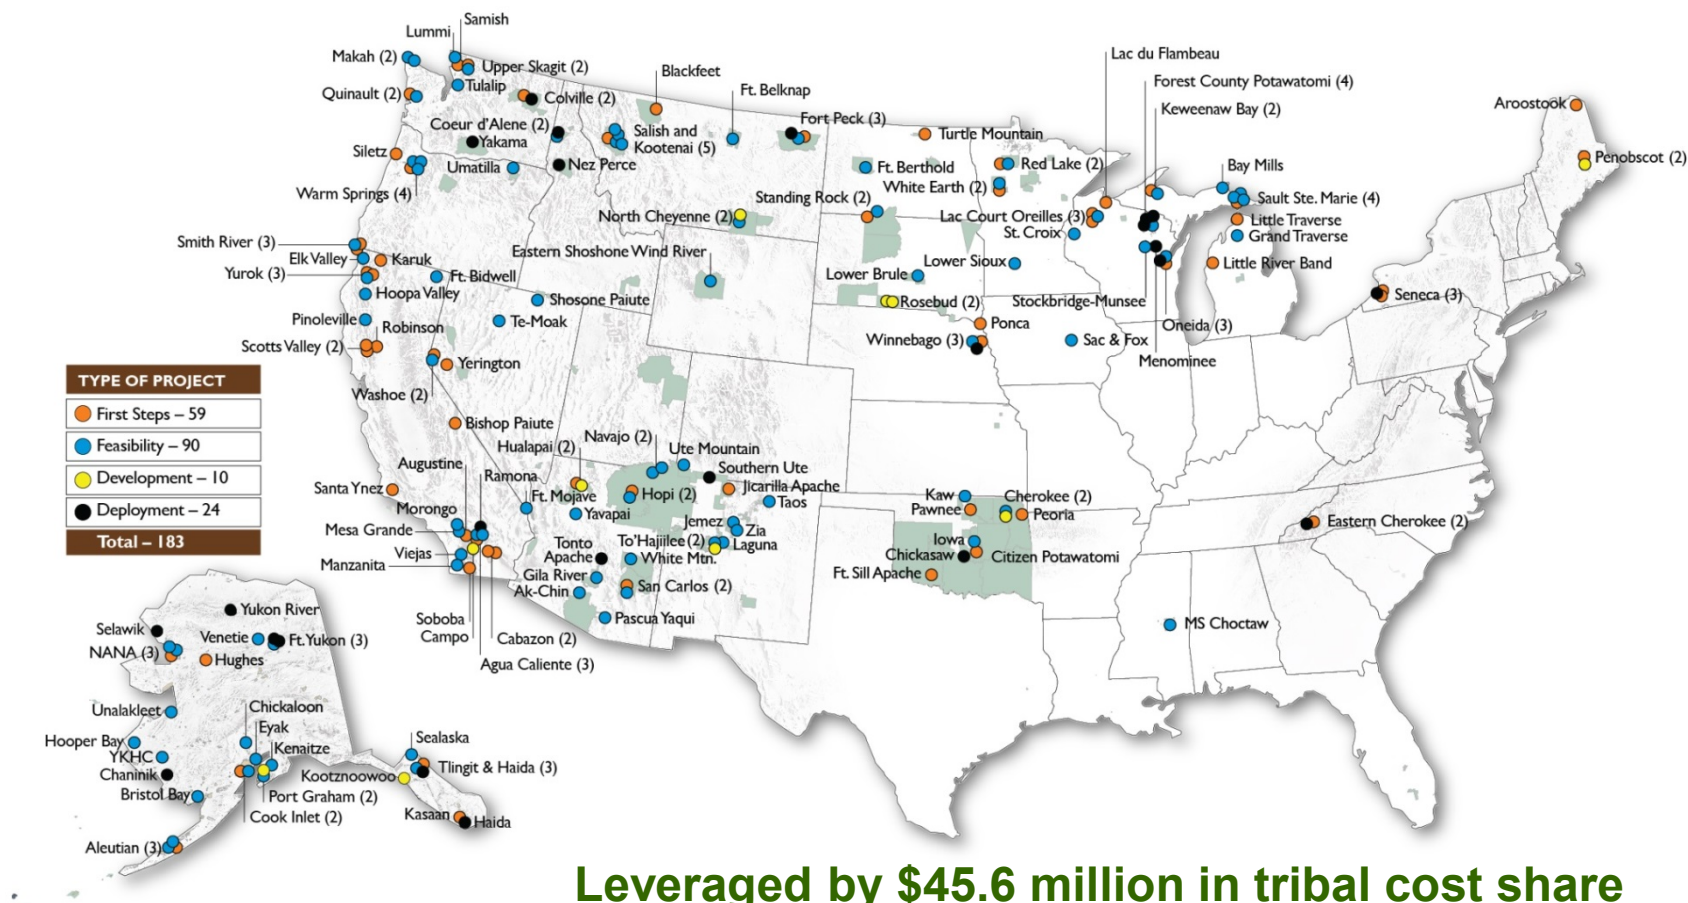 Samish
Lummi
Makah (2)
Upper Skagit (2)
Tulalip
Quinault (2)
Colville (2)
Coeur d'Alene (2)
Yakama
Siletz
Umatilla
Nez Perce
Warm Springs (4)
Blackfeet
Ft. Belknap
Salish and
Kootenai (5)
Fort Peck (3)
Turtle Mountain
Ft. Berthold
Red Lake (2)
White Earth (2)
Standing Rock (2)
North Cheyenne (2)
Lac Court Oreilles (3)
St. Croix
Lac du Flambeau
Forest County Potawatomi (4)
Keweenaw Bay (2)
Bay Mills
Sault Ste. Marie (4)
Little Traverse
Grand Traverse
Little River Band
Aroostook
Penobscot (2)
Smith River (3)
Elk Valley
Karuk
Yurok (3)
Ft. Bidwell
Hoopa Valley
Eastern Shoshone Wind River
Shosone Paiute
Te-Moak
Pinoleville
Robinson
Scotts Valley (2)
Yerington
Washoe (2)
Lower Brule
Lower Sioux
Rosebud (2)
Stockbridge-Munsee
Oneida (3)
Menominee
Ponca
Winnebago (3)
Sac & Fox
Seneca (3)
TYPE OF PROJECT
First Steps – 59
Feasibility – 90
Development – 10
Deployment – 24
Total – 183
Bishop Paiute
Augustine
Ramona
Santa Ynez
Morongo
Mesa Grande
Viejas
Manzanita
Soboba
Campo
Cabazon (2)
Agua Caliente (3)
Hualapai (2)
Navajo (2)
Ute Mountain
Southern Ute
Jicarilla Apache
Taos
Ft. Mojave
Hopi (2)
Yavapai
Jemez
Zia
To'Hajiilee (2)
Laguna
Tonto
Apache
White Mtn.
Gila River
Ak-Chin
San Carlos (2)
Pascua Yaqui
Kaw
Cherokee (2)
Pawnee
Peoria
Iowa
Chickasaw
Citizen Potawatomi
Ft. Sill Apache
Eastern Cherokee (2)
MS Choctaw
Yukon River
Selawik
Venetie
Ft. Yukon (3)
NANA (3)
Hughes
Unalakleet
Chickaloon
Eyak
Kenaitze
Hooper Bay
YKHC
Chaninik
Bristol Bay
Port Graham (2)
Cook Inlet (2)
Aleutian (3)
Sealaska
Tlingit & Haida (3)
Kootznoowoo
Kasaan
Haida
Leveraged by $45.6 million in tribal cost share